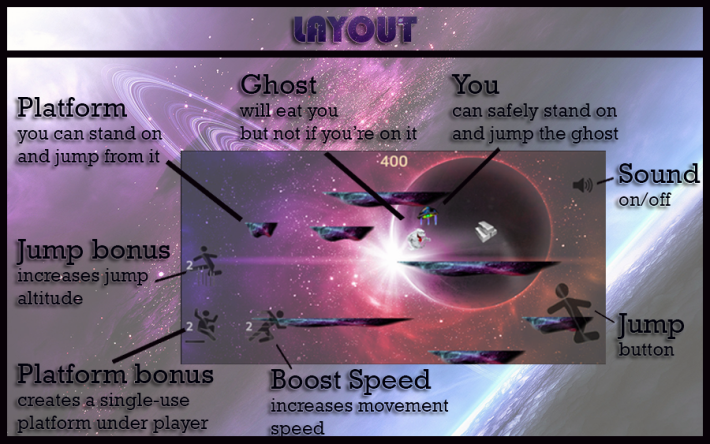 LAYOUT
Ghost
will eat you
but not if you're on it
You
can safely stand on
and jump the ghost
Platform
you can stand on
and jump from it
400
Sound
on/off
Jump bonus
increases jump
altitude
2
2
2
Jump
button
Platform bonus
creates a single-use
platform under player
Boost Speed
increases movement
speed